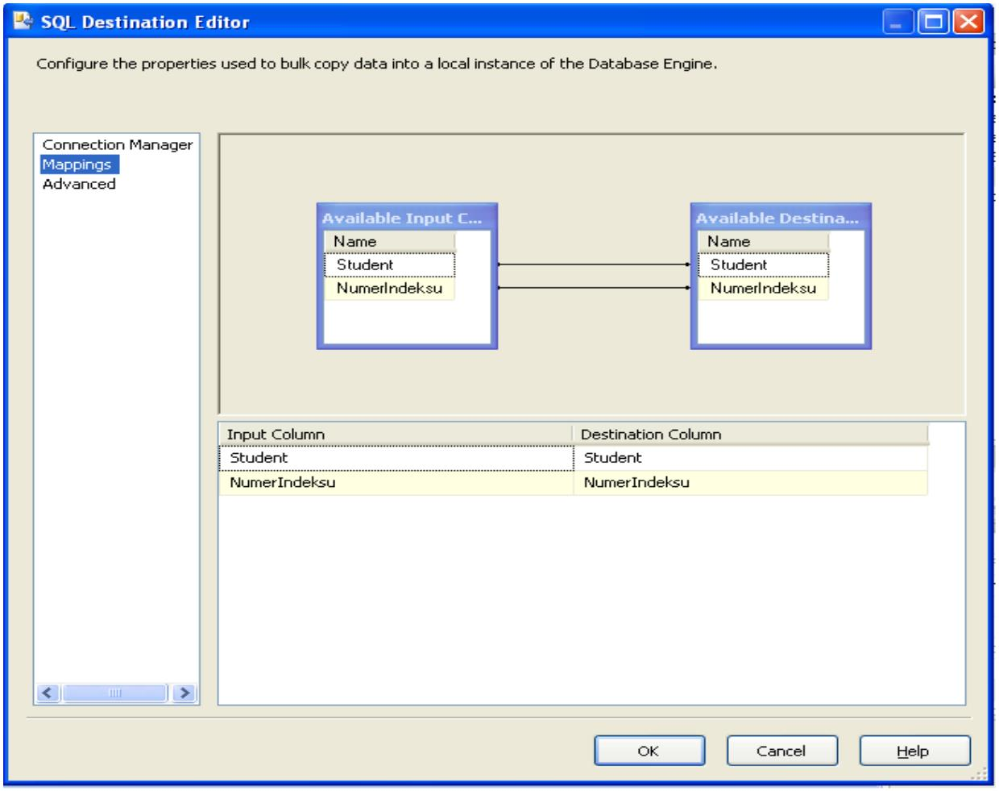 SQL Destination Editor
Configure the properties used to bulk copy data into a local instance of the Database Engine.
Connection Manager
Mappings
Advanced
Available Input C...
Name
Student
NumerIndeksu
Available Destina...
Name
Student
NumerIndeksu
Input Column Destination Column
Student Student
NumerIndeksu NumerIndeksu
OK Cancel Help